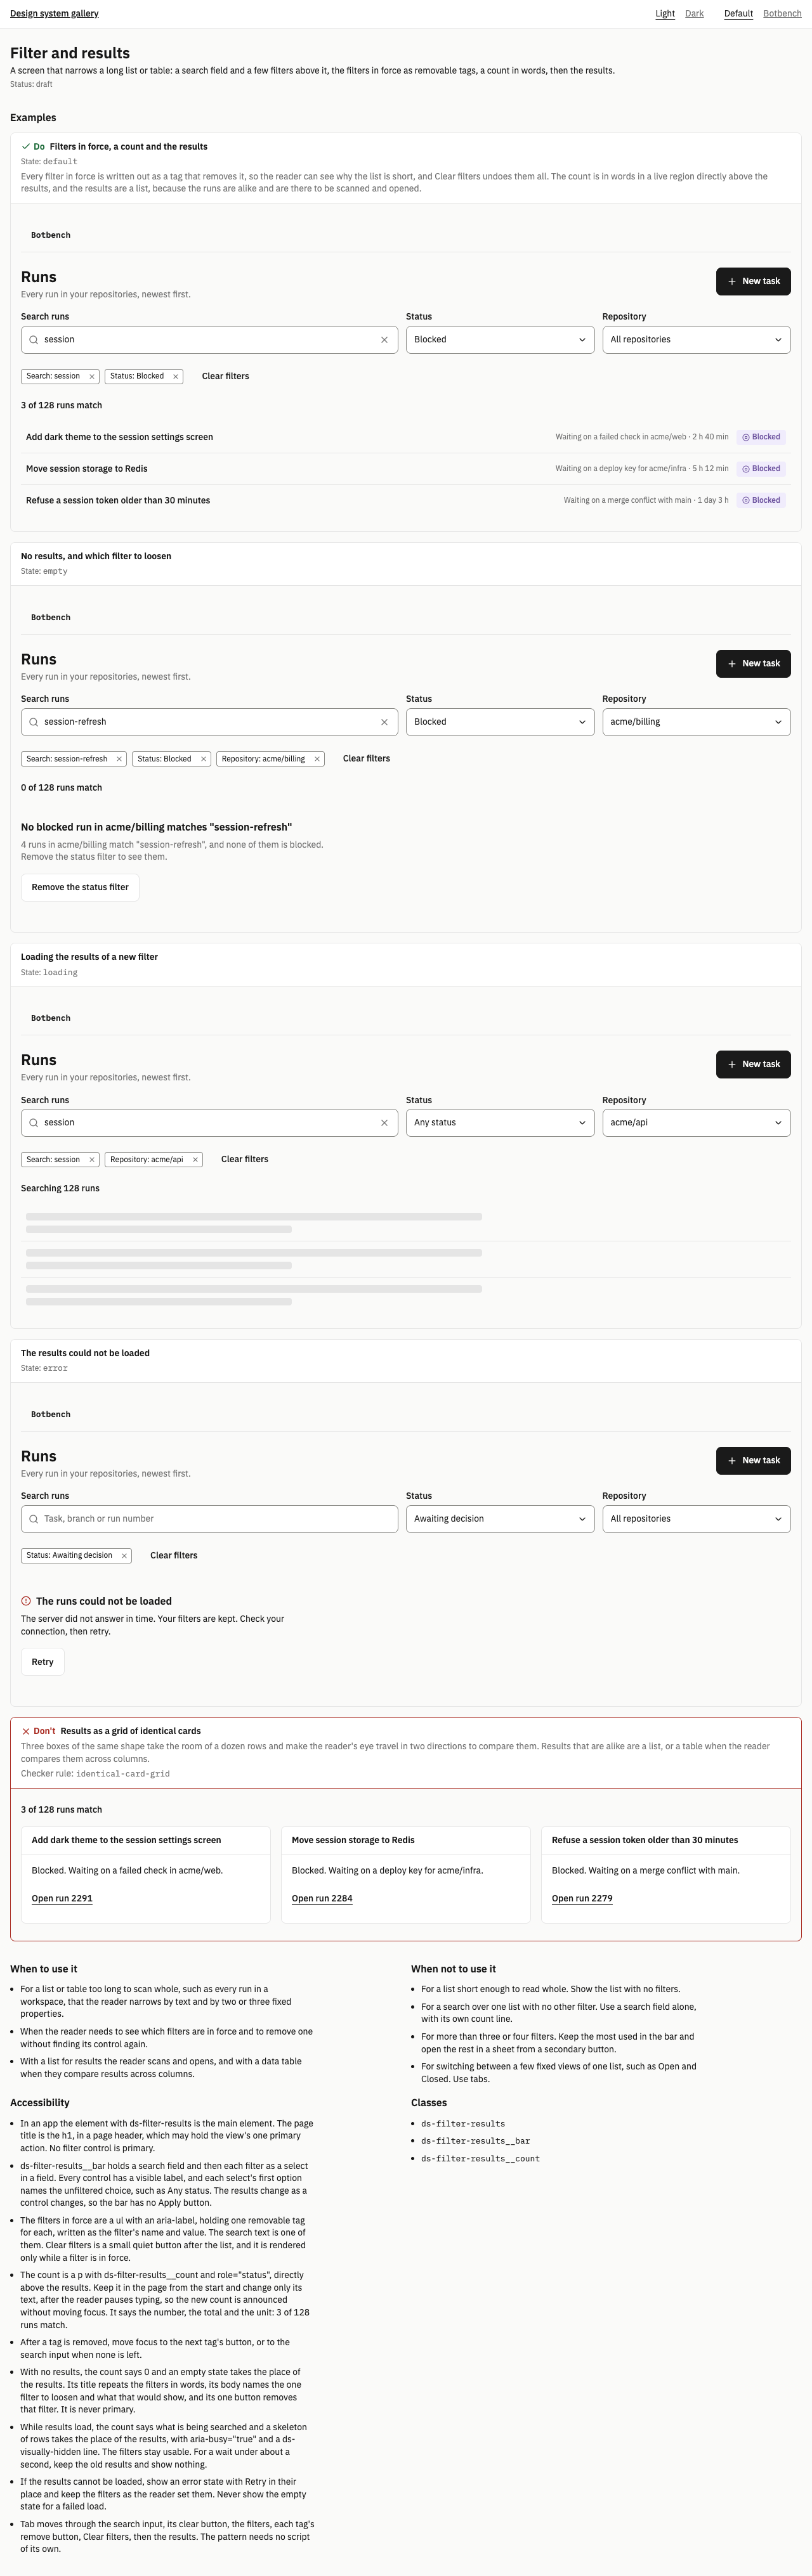 Design system gallery
Light Dark Default Botbench
Filter and results
A screen that narrows a long list or table: a search field and a few filters above it, the filters in force as removable tags, a count in words, then the results.
Status: draft
Examples
Do Filters in force, a count and the results
State: default
Every filter in force is written out as a tag that removes it, so the reader can see why the list is short, and Clear filters undoes them all. The count is in words in a live region directly above the
results, and the results are a list, because the runs are alike and are there to be scanned and opened.
Botbench
Runs
Every run in your repositories, newest first.
New task
Search runs
Status
Repository
session
Blocked
All repositories
Search: session
Status: Blocked
Clear filters
3 of 128 runs match
Add dark theme to the session settings screen
Waiting on a failed check in acme/web · 2 h 40 min
Blocked
Move session storage to Redis
Waiting on a deploy key for acme/infra · 5 h 12 min
Blocked
Refuse a session token older than 30 minutes
Waiting on a merge conflict with main · 1 day 3 h
Blocked
No results, and which filter to loosen
State: empty
Botbench
Runs
Every run in your repositories, newest first.
New task
Search runs
Status
Repository
session-refresh
Blocked
acme/billing
Search: session-refresh
Status: Blocked
Repository: acme/billing
Clear filters
0 of 128 runs match
No blocked run in acme/billing matches "session-refresh"
4 runs in acme/billing match "session-refresh", and none of them is blocked.
Remove the status filter to see them.
Remove the status filter
Loading the results of a new filter
State: loading
Botbench
Runs
Every run in your repositories, newest first.
New task
Search runs
Status
Repository
session
Any status
acme/api
Search: session
Repository: acme/api
Clear filters
Searching 128 runs
The results could not be loaded
State: error
Botbench
Runs
Every run in your repositories, newest first.
New task
Search runs
Status
Repository
Task, branch or run number
Awaiting decision
All repositories
Status: Awaiting decision
Clear filters
The runs could not be loaded
The server did not answer in time. Your filters are kept. Check your
connection, then retry.
Retry
Don't Results as a grid of identical cards
Three boxes of the same shape take the room of a dozen rows and make the reader's eye travel in two directions to compare them. Results that are alike are a list, or a table when the reader
compares them across columns.
Checker rule: identical-card-grid
3 of 128 runs match
Add dark theme to the session settings screen
Blocked. Waiting on a failed check in acme/web.
Open run 2291
Move session storage to Redis
Blocked. Waiting on a deploy key for acme/infra.
Open run 2284
Refuse a session token older than 30 minutes
Blocked. Waiting on a merge conflict with main.
Open run 2279
When to use it
For a list or table too long to scan whole, such as every run in a
workspace, that the reader narrows by text and by two or three fixed
properties.
When the reader needs to see which filters are in force and to remove one
without finding its control again.
With a list for results the reader scans and opens, and with a data table
when they compare results across columns.
When not to use it
For a list short enough to read whole. Show the list with no filters.
For a search over one list with no other filter. Use a search field alone,
with its own count line.
For more than three or four filters. Keep the most used in the bar and
open the rest in a sheet from a secondary button.
For switching between a few fixed views of one list, such as Open and
Closed. Use tabs.
Accessibility
In an app the element with ds-filter-results is the main element. The page
title is the h1, in a page header, which may hold the view's one primary
action. No filter control is primary.
ds-filter-results__bar holds a search field and then each filter as a select
in a field. Every control has a visible label, and each select's first option
names the unfiltered choice, such as Any status. The results change as a
control changes, so the bar has no Apply button.
The filters in force are a ul with an aria-label, holding one removable tag
for each, written as the filter's name and value. The search text is one of
them. Clear filters is a small quiet button after the list, and it is rendered
only while a filter is in force.
The count is a p with ds-filter-results__count and role="status", directly
above the results. Keep it in the page from the start and change only its
text, after the reader pauses typing, so the new count is announced
without moving focus. It says the number, the total and the unit: 3 of 128
runs match.
After a tag is removed, move focus to the next tag's button, or to the
search input when none is left.
With no results, the count says 0 and an empty state takes the place of
the results. Its title repeats the filters in words, its body names the one
filter to loosen and what that would show, and its one button removes
that filter. It is never primary.
While results load, the count says what is being searched and a skeleton
of rows takes the place of the results, with aria-busy="true" and a ds-
visually-hidden line. The filters stay usable. For a wait under about a
second, keep the old results and show nothing.
If the results cannot be loaded, show an error state with Retry in their
place and keep the filters as the reader set them. Never show the empty
state for a failed load.
Tab moves through the search input, its clear button, the filters, each tag's
remove button, Clear filters, then the results. The pattern needs no script
of its own.
Classes
ds-filter-results
ds-filter-results__bar
ds-filter-results__count